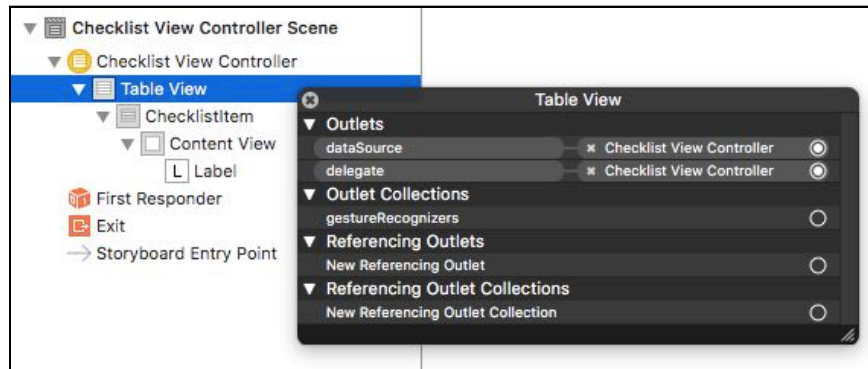 Checklist View Controller Scene
Checklist View Controller
Table View
ChecklistItem
Content View
L Label
First Responder
Exit
Storyboard Entry Point
Table View
Outlets
dataSource Checklist View Controller
delegate Checklist View Controller
Outlet Collections
gestureRecognizers
Referencing Outlets
New Referencing Outlet
Referencing Outlet Collections
New Referencing Outlet Collection